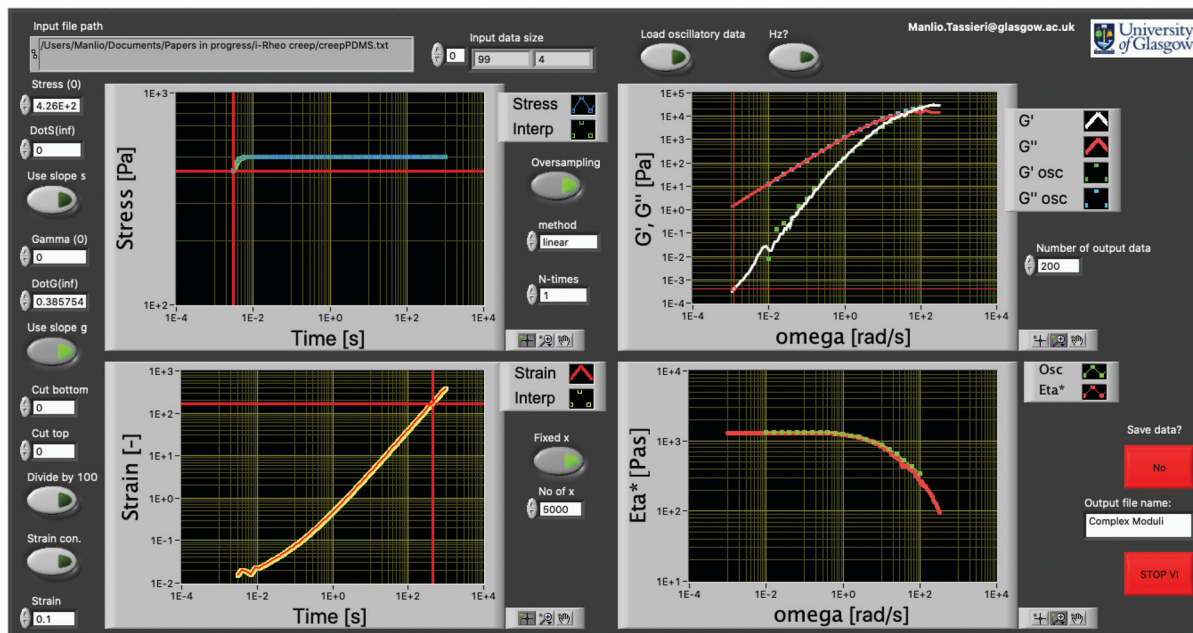 Input file path
/Users/Manlio/Documents/Papers in progress/i-Rheo creep/creepPDMS.txt
0
Input data size
99
4
Load oscillatory data
Hz?
Manlio.Tassieri@glasgow.ac.uk
University
of Glasgow
Stress (0)
4.26E+2
DotS(inf)
0
Use slope s
Gamma (0)
0
DotG(inf)
0.385754
Use slope g
Cut bottom
0
Cut top
0
Divide by 100
Strain con.
Strain
0.1
Stress [Pa]
1E+3
1E+2
1E-4
1E-2
1E+0
1E+2
1E+4
Time [s]
Stress
Interp
Oversampling
method
linear
N-times
1
G', G'' [Pa]
1E+5
1E+4
1E+3
1E+2
1E+1
1E+0
1E-1
1E-2
1E-3
1E-4
1E-4
1E-2
1E+0
1E+2
1E+4
omega [rad/s]
G'
G''
G' osc
G'' osc
Number of output data
200
Strain [-]
1E+3
1E+2
1E+1
1E+0
1E-1
1E-2
1E-4
1E-2
1E+0
1E+2
1E+4
Time [s]
Strain
Interp
Fixed x
No of x
5000
Eta* [Pas]
1E+4
1E+3
1E+2
1E+1
1E-4
1E-2
1E+0
1E+2
1E+4
omega [rad/s]
Osc
Eta*
Save data?
No
Output file name:
Complex Moduli
STOP VI